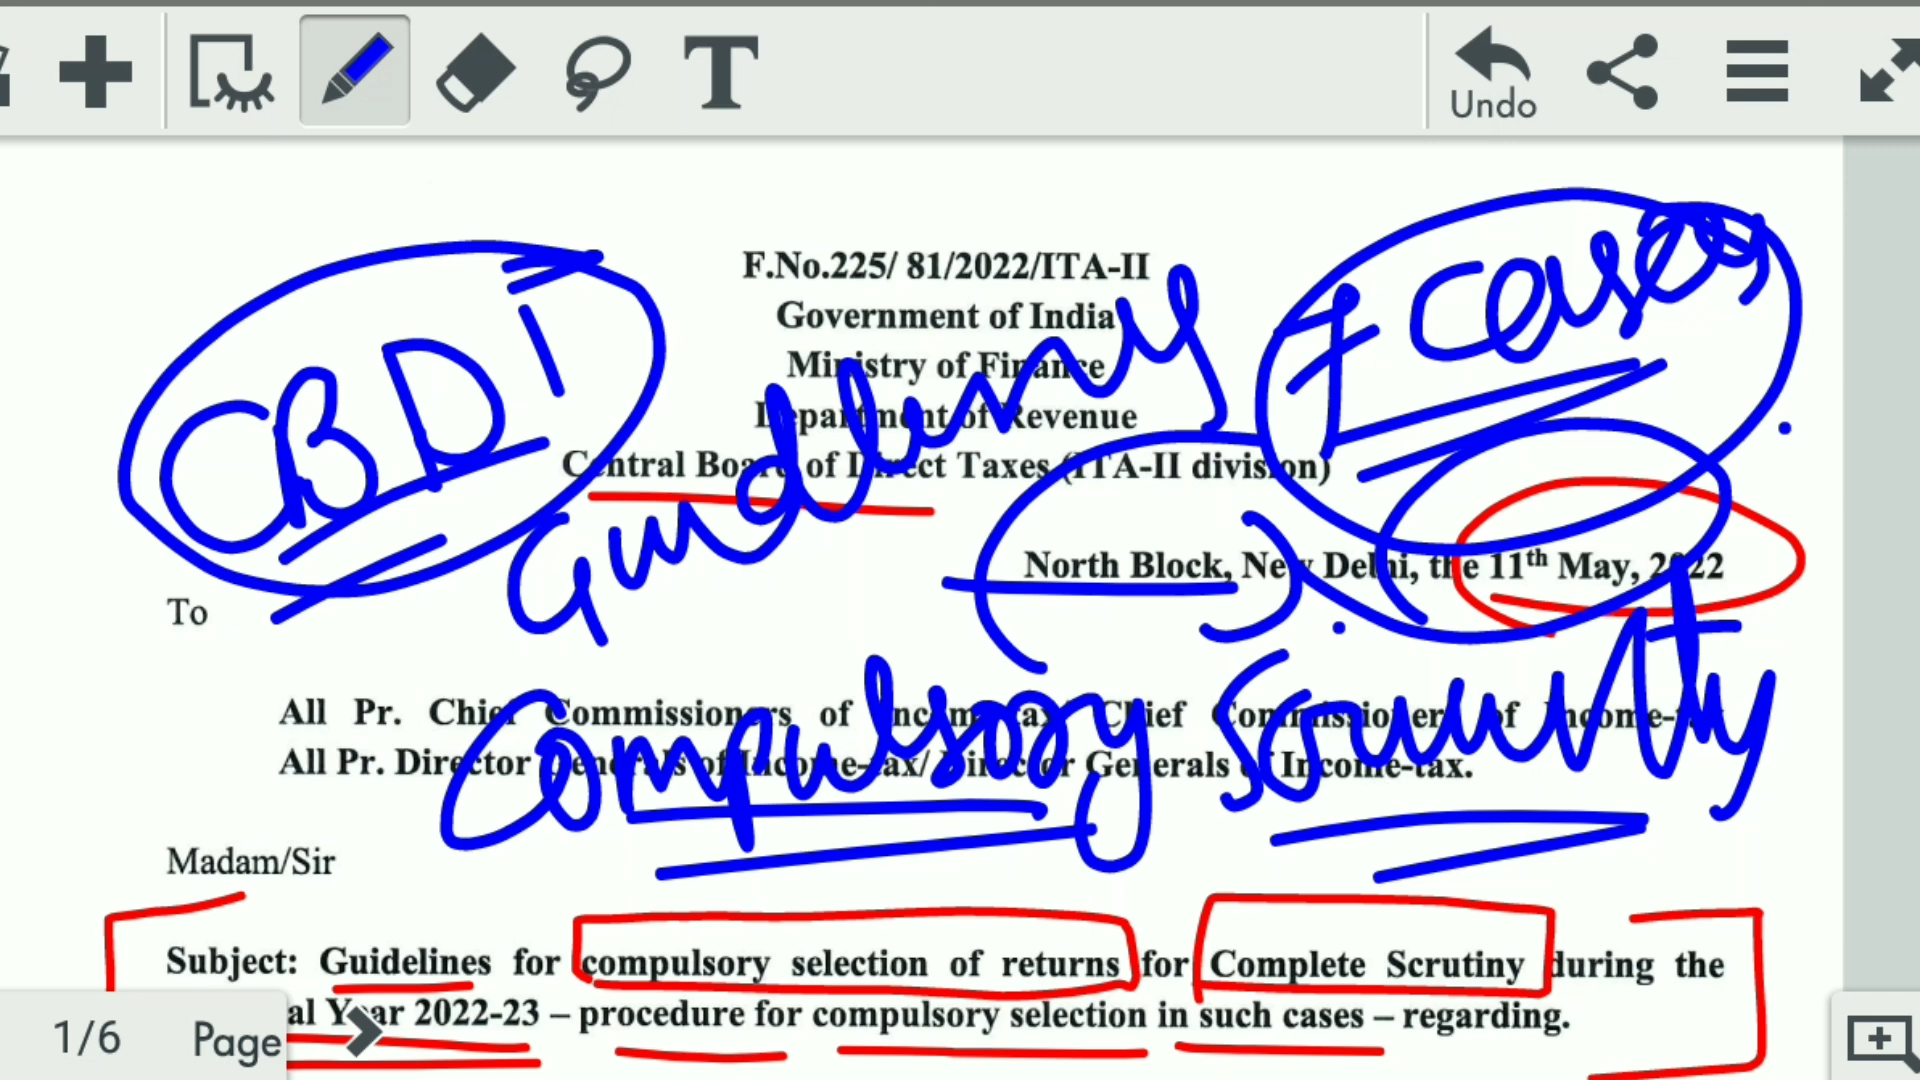 T
Undo
F.No.225/ 81/2022/ITA-II
Government of India
Ministry of Finance
Department of Revenue
Central Board of Direct Taxes (ITA-II division)
CBDT
Guidlines
7 cases
North Block, New Delhi, the 11th May, 2022
To
All Pr. Chief Commissioners of Income-tax/ Chief Commissioners of Income-tax
All Pr. Director Generals of Income-tax/ Director Generals of Income-tax.
Compulsory Scrunity
Madam/Sir
Subject: Guidelines for compulsory selection of returns for Complete Scrutiny during the
al Year 2022-23 – procedure for compulsory selection in such cases – regarding.
1/6 Page